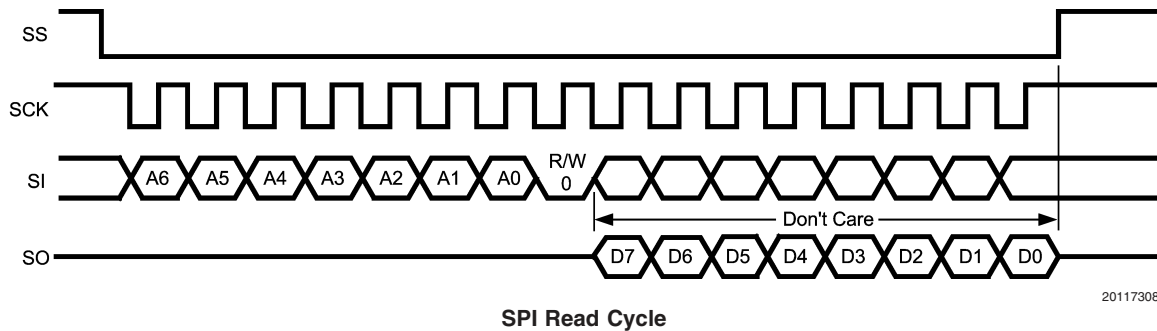 SS
SCK
SI A6 A5 A4 A3 A2 A1 A0 R/W 0
Don't Care
SO D7 D6 D5 D4 D3 D2 D1 D0
20117308
SPI Read Cycle